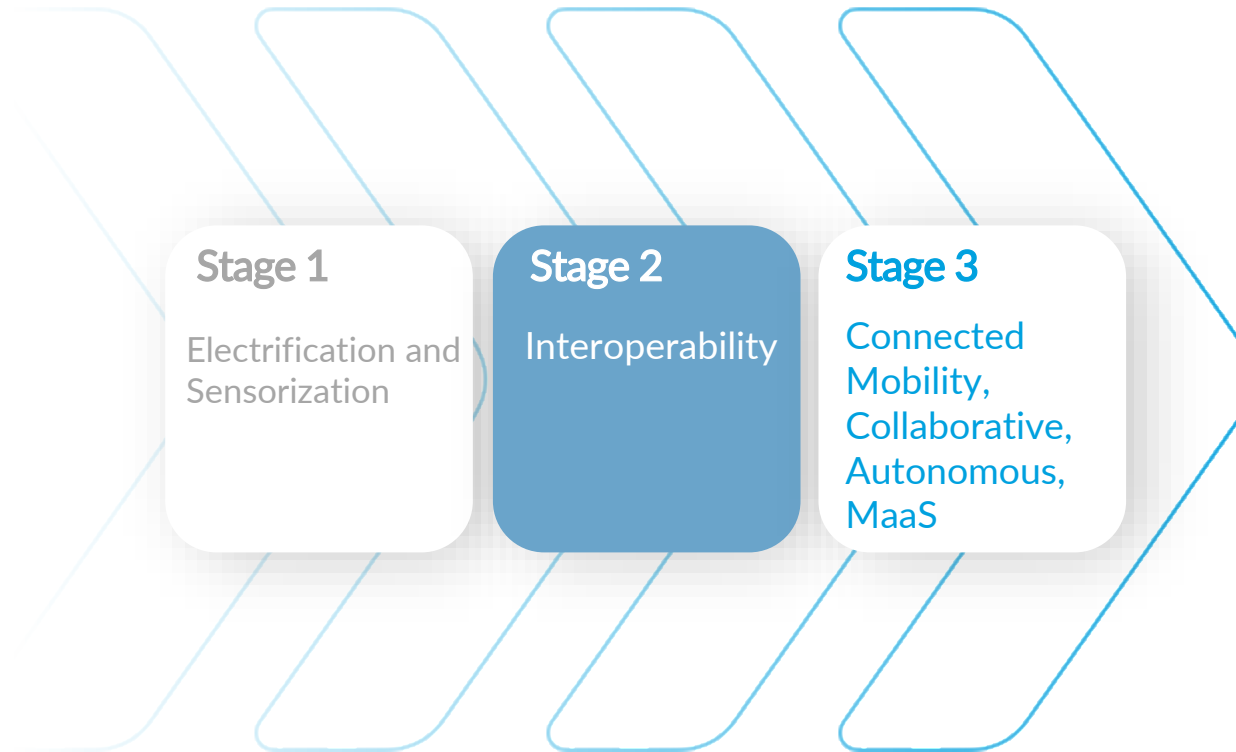 Stage 1
Electrification and
Sensorization
Stage 2
Interoperability
Stage 3
Connected
Mobility,
Collaborative,
Autonomous,
MaaS